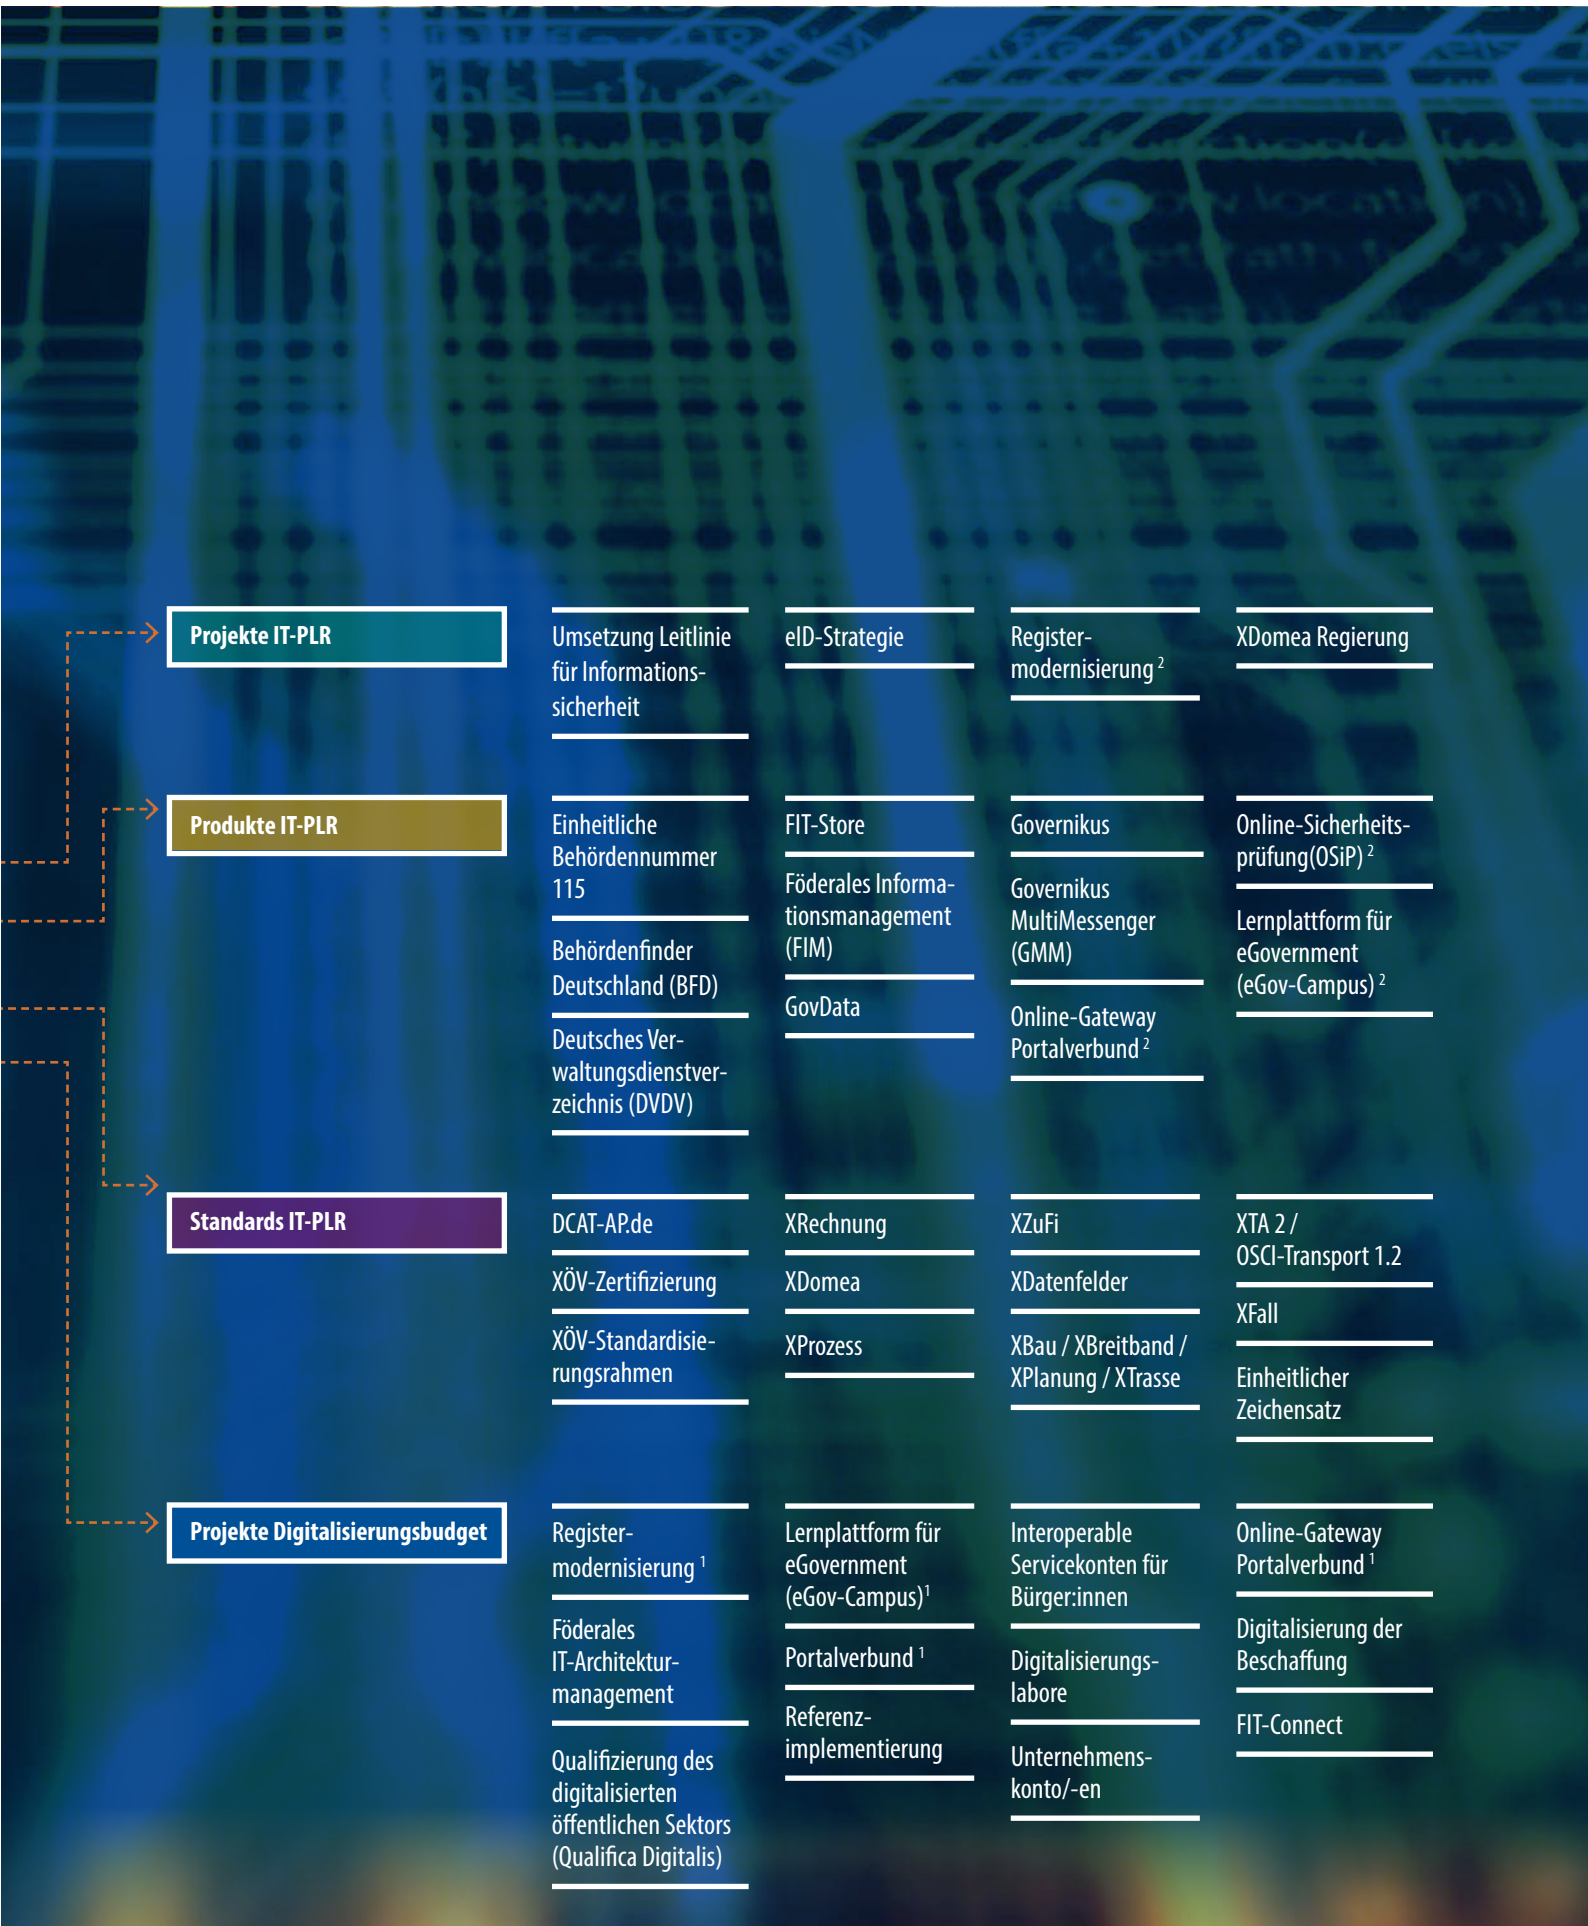 Projekte IT-PLR
Umsetzung Leitlinie
für Informations-
sicherheit
eID-Strategie
Register-
modernisierung ²
XDomea Regierung
Produkte IT-PLR
Einheitliche
Behördennummer
115
Behördenfinder
Deutschland (BFD)
Deutsches Ver-
waltungsdienstver-
zeichnis (DVDV)
FIT-Store
Föderales Informa-
tionsmanagement
(FIM)
GovData
Governikus
Governikus
MultiMessenger
(GMM)
Online-Gateway
Portalverbund ²
Online-Sicherheits-
prüfung(OSiP) ²
Lernplattform für
eGovernment
(eGov-Campus) ²
Standards IT-PLR
DCAT-AP.de
XÖV-Zertifizierung
XÖV-Standardisie-
rungsrahmen
XRechnung
XDomea
XProzess
XZuFi
XDatenfelder
XBau / XBreitband /
XPlanung / XTrasse
XTA 2 /
OSCI-Transport 1.2
XFall
Einheitlicher
Zeichensatz
Projekte Digitalisierungsbudget
Register-
modernisierung ¹
Föderales
IT-Architektur-
management
Qualifizierung des
digitalisierten
öffentlichen Sektors
(Qualifica Digitalis)
Lernplattform für
eGovernment
(eGov-Campus)¹
Portalverbund ¹
Referenz-
implementierung
Interoperable
Servicekonten für
Bürger:innen
Digitalisierungs-
labore
Unternehmens-
konto/-en
Online-Gateway
Portalverbund ¹
Digitalisierung der
Beschaffung
FIT-Connect